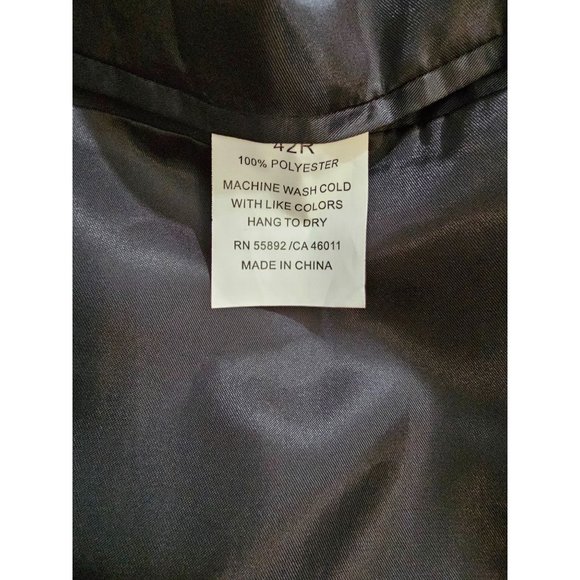 42R
100% POLYESTER
MACHINE WASH COLD
WITH LIKE COLORS
HANG TO DRY
RN 55892 /CA 46011
MADE IN CHINA